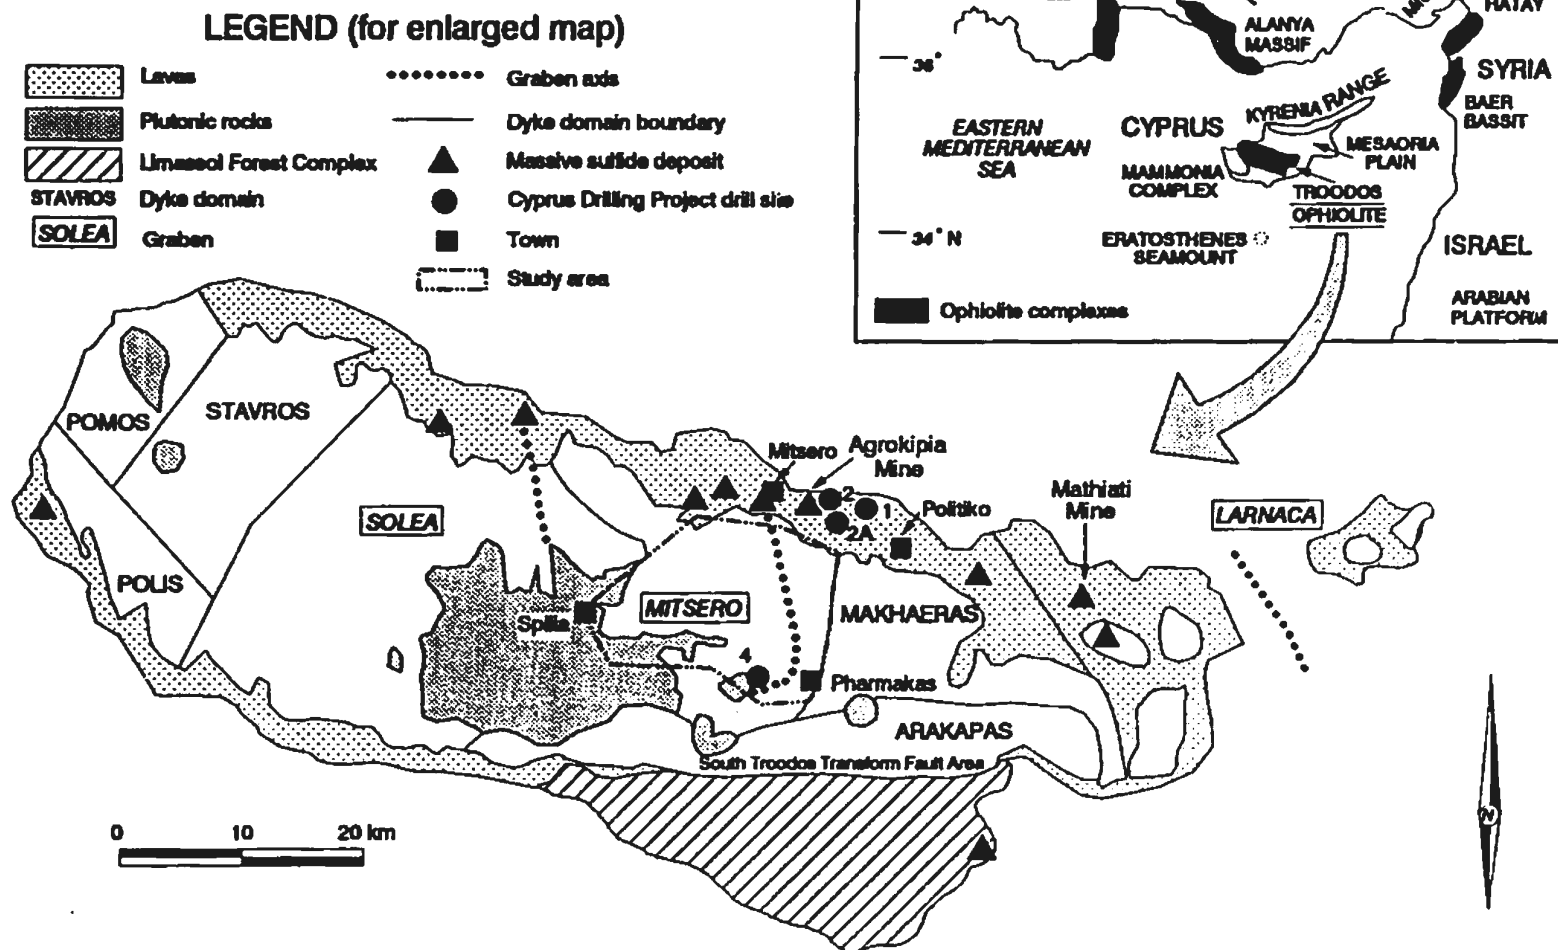 LEGEND (for enlarged map)
Lavas
Plutonic rocks
Limassol Forest Complex
STAVROS Dyke domain
SOLEA Graben
Graben axis
Dyke domain boundary
Massive sulfide deposit
Cyprus Drilling Project drill site
Town
Study area
HATAY
ALANYA
MASSIF
36°
SYRIA
BAER
BASSIT
KYRENIA RANGE
CYPRUS
EASTERN
MEDITERRANEAN
SEA
MESAORIA
PLAIN
MAMMONIA
COMPLEX
TROODOS
OPHIOLITE
34° N
ERATOSTHENES
SEAMOUNT
ISRAEL
ARABIAN
PLATFORM
Ophiolite complexes
POMOS
STAVROS
Mitsero
Agrokipia
Mine
2
1
2A
Politiko
Mathiati
Mine
LARNACA
SOLEA
POLIS
Spilia
MITSERO
MAKHAERAS
4
Pharmakas
ARAKAPAS
South Troodos Transform Fault Area
0 10 20 km
N